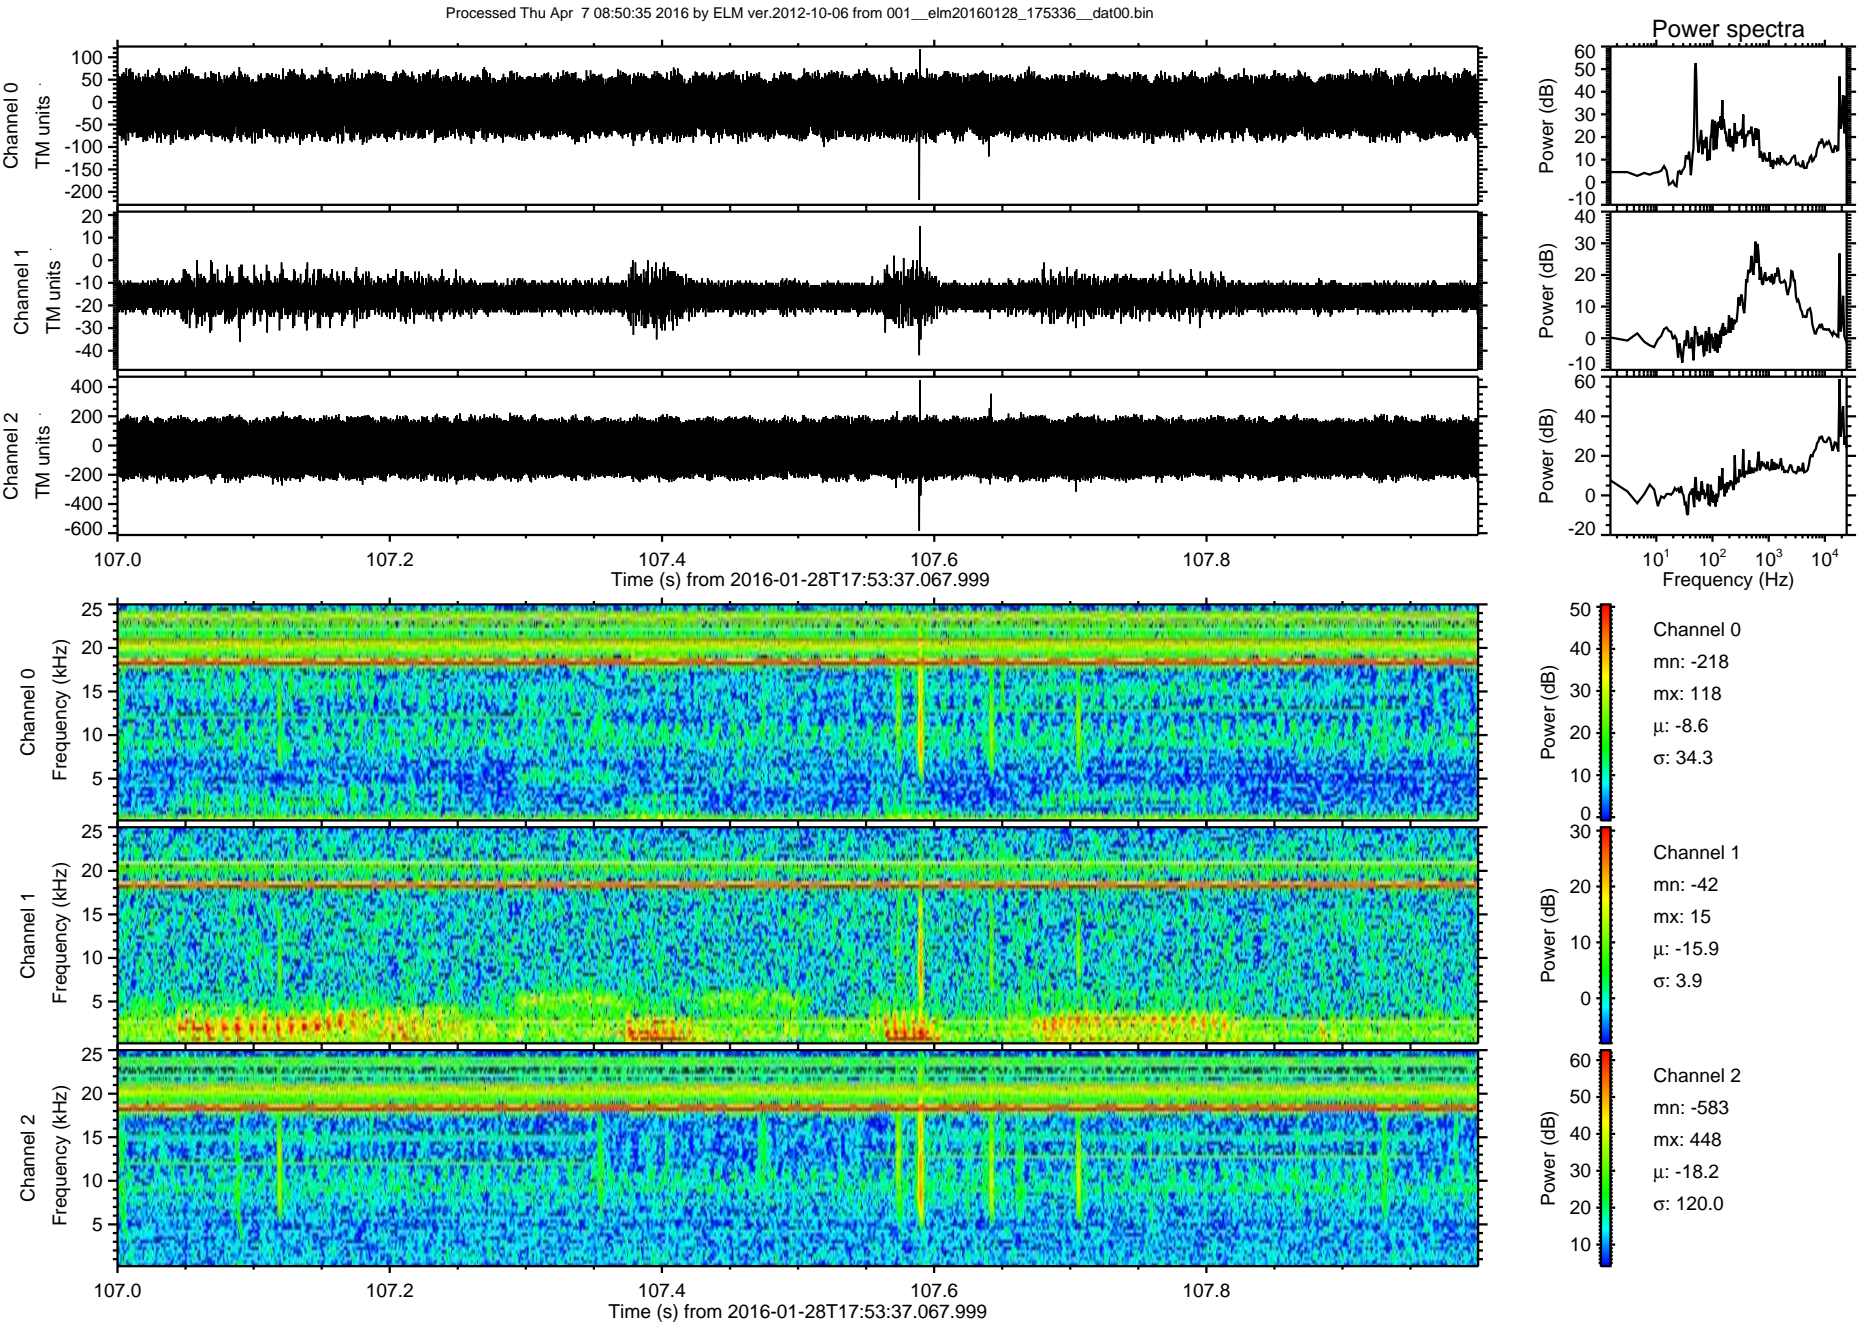 Processed Thu Apr  7 08:50:35 2016 by ELM ver.2012-10-06 from 001__elm20160128_175336__dat00.bin
Power spectra
Channel 0
TM units
100
50
0
-50
-100
-150
-200
Power (dB)
60
50
40
30
20
10
0
-10
Channel 1
TM units
20
10
0
-10
-20
-30
-40
Power (dB)
40
30
20
10
0
-10
Channel 2
TM units
400
200
0
-200
-400
-600
Power (dB)
60
40
20
0
-20
107.0 107.2 107.4 107.6 107.8
Time (s) from 2016-01-28T17:53:37.067.999
10¹ 10² 10³ 10⁴
Frequency (Hz)
Channel 0
Frequency (kHz)
25
20
15
10
5
Power (dB)
50
40
30
20
10
0
Channel 0
mn: -218
mx: 118
μ: -8.6
σ: 34.3
Channel 1
Frequency (kHz)
25
20
15
10
5
Power (dB)
30
20
10
0
Channel 1
mn: -42
mx: 15
μ: -15.9
σ: 3.9
Channel 2
Frequency (kHz)
25
20
15
10
5
Power (dB)
60
50
40
30
20
10
Channel 2
mn: -583
mx: 448
μ: -18.2
σ: 120.0
107.0 107.2 107.4 107.6 107.8
Time (s) from 2016-01-28T17:53:37.067.999